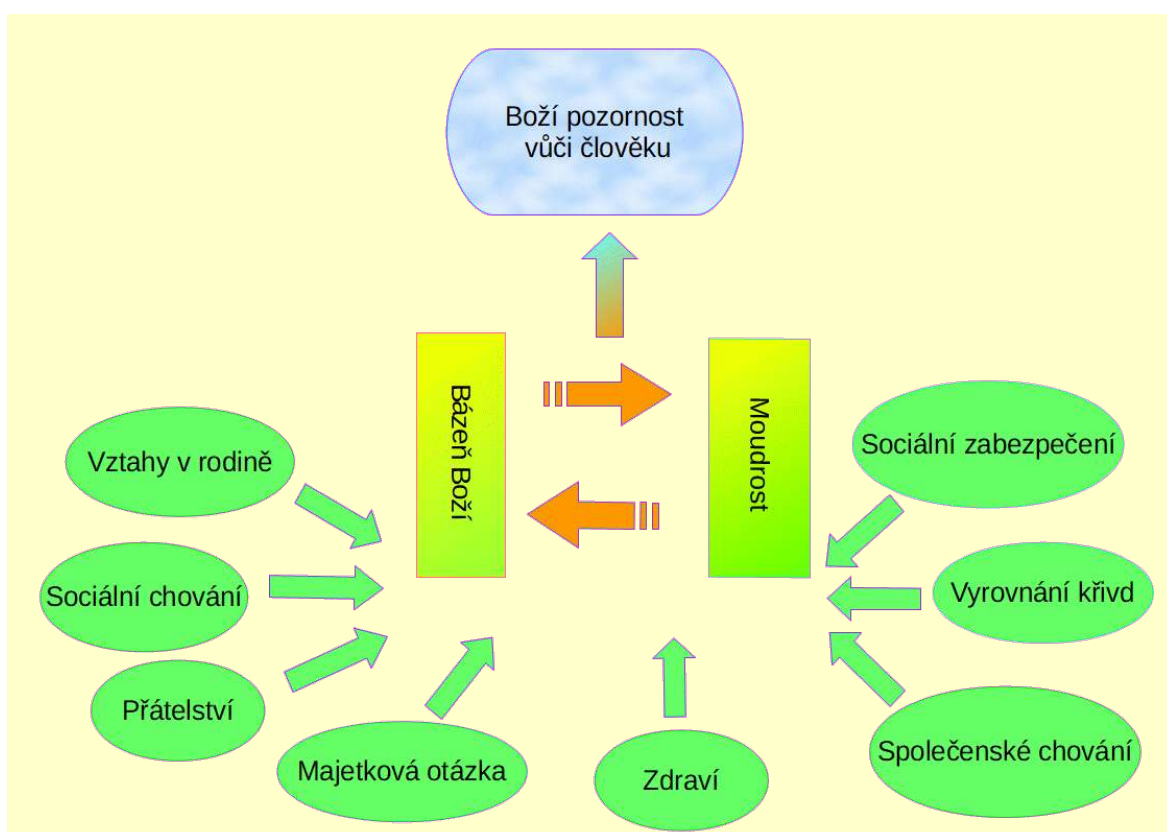 Boží pozornost
vůči člověku
Bázeň Boží
Moudrost
Vztahy v rodině
Sociální chování
Přátelství
Majetková otázka
Zdraví
Sociální zabezpečení
Vyrovnání křivd
Společenské chování